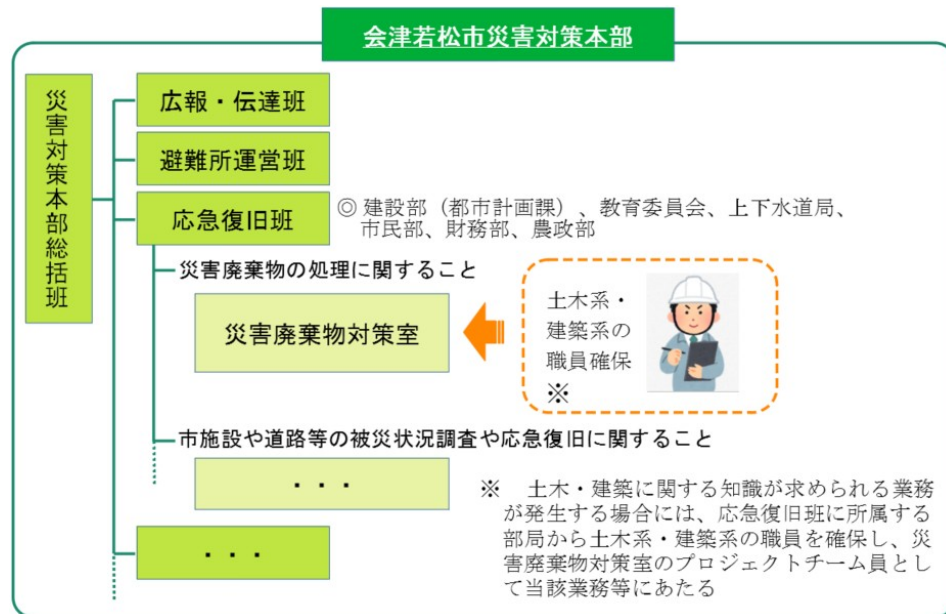 会津若松市災害対策本部
災害対策本部総括班
広報・伝達班
避難所運営班
応急復旧班
◎ 建設部（都市計画課）、教育委員会、上下水道局、
市民部、財務部、農政部
災害廃棄物の処理に関すること
災害廃棄物対策室
土木系・
建築系の
職員確保
※
市施設や道路等の被災状況調査や応急復旧に関すること
・・・
※ 土木・建築に関する知識が求められる業務
が発生する場合には、応急復旧班に所属する
部局から土木系・建築系の職員を確保し、災
害廃棄物対策室のプロジェクトチーム員とし
て当該業務等にあたる
・・・